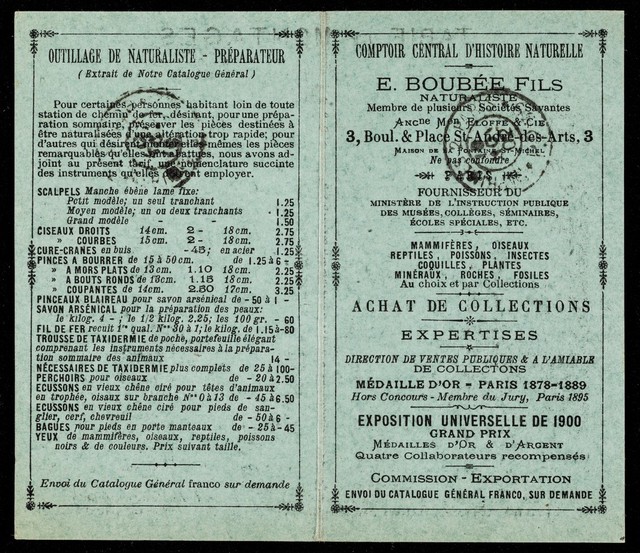 OUTILLAGE DE NATURALISTE - PRÉPARATEUR
( Extrait de Notre Catalogue Général )
Pour certaines personnes habitant loin de toute
station de chemin de fer, désirant, pour une prépa-
ration sommaire, préserver les pièces destinées à
être naturalisées d'une altération trop rapide; pour
d'autres qui désirent monter elles-mêmes les pièces
remarquables qu'elles ont abattues, nous avons ad-
joint au présent tarif, une nomenclature succincte
des instruments qu'elles devront employer.
SCALPELS Manche ébène lame fixe:
Petit modèle; un seul tranchant 1.25
Moyen modèle; un ou deux tranchants - 1.25
Grand modèle - - 1.50
CISEAUX DROITS 14cm. 2 - 18cm. 2.75
» COURBES 15cm. 2 - 18cm. 2.75
CURE-CRANES en buis -45; en acier 1.25
PINCES A BOURRER de 15 à 50cm. de 1.25 à 6 -
» A MORS PLATS de 13cm. 1.10 18cm. 2.25
» A BOUTS RONDS de 13cm. 1.15 18cm. 2.25
» COUPANTES de 14cm. 2.50 17cm. 3.25
PINCEAUX BLAIREAU pour savon arsénical de -50 à 1 -
SAVON ARSÉNICAL pour la préparation des peaux:
le kilog. 4 -; le 1/2 kilog. 2.25; les 100 gr. - 60
FIL DE FER recuit 1re qual. Nos 30 à 1; le kilog. de 1.15 à -80
TROUSSE DE TAXIDERMIE de poche, portefeuille élégant
comprenant les instruments nécessaires à la prépara-
tion sommaire des animaux 14 -
NÉCESSAIRES DE TAXIDERMIE plus complets de 25 à 100-
PERCHOIRS pour oiseaux de -20 à 2.50
ECUSSONS en vieux chêne ciré pour têtes d'animaux
en trophée, oisaux sur branche Nos 0 à 13 de -45 à 6.50
ECUSSONS en vieux chêne ciré pour pieds de san-
glier, cerf, chevreuil de -50 à 6 -
BAGUES pour pieds en porte manteaux de -25 à -45
YEUX de mammifères, oiseaux, reptiles, poissons
noirs & de couleurs. Prix suivant taille.
Envoi du Catalogue Général franco sur demande
COMPTOIR CENTRAL D'HISTOIRE NATURELLE
E. BOUBÉE FILS
NATURALISTE
Membre de plusieurs Sociétés Savantes
Ancne Mon Eloffe & Cie
3, Boul. & Place St-André-des-Arts, 3
MAISON DE LA FONTAINE ST-MICHEL
Ne pas confondre
PARIS
FOURNISSEUR DU
MINISTÈRE DE L'INSTRUCTION PUBLIQUE
DES MUSÉES, COLLÈGES, SÉMINAIRES,
ÉCOLES SPÉCIALES, ETC.
MAMMIFÈRES, OISEAUX
REPTILES, POISSONS, INSECTES
COQUILLES, PLANTES
MINÉRAUX, ROCHES, FOSILES
Au choix et par Collections
ACHAT DE COLLECTIONS
EXPERTISES
DIRECTION DE VENTES PUBLIQUES & A L'AMIABLE
DE COLLECTONS
MÉDAILLE D'OR - PARIS 1878-1889
Hors Concours - Membre du Jury, Paris 1895
EXPOSITION UNIVERSELLE DE 1900
GRAND PRIX
MÉDAILLES D'OR & D'ARGENT
Quatre Collaborateurs recompensés
COMMISSION - EXPORTATION
ENVOI DU CATALOGUE GÉNÉRAL FRANCO, SUR DEMANDE